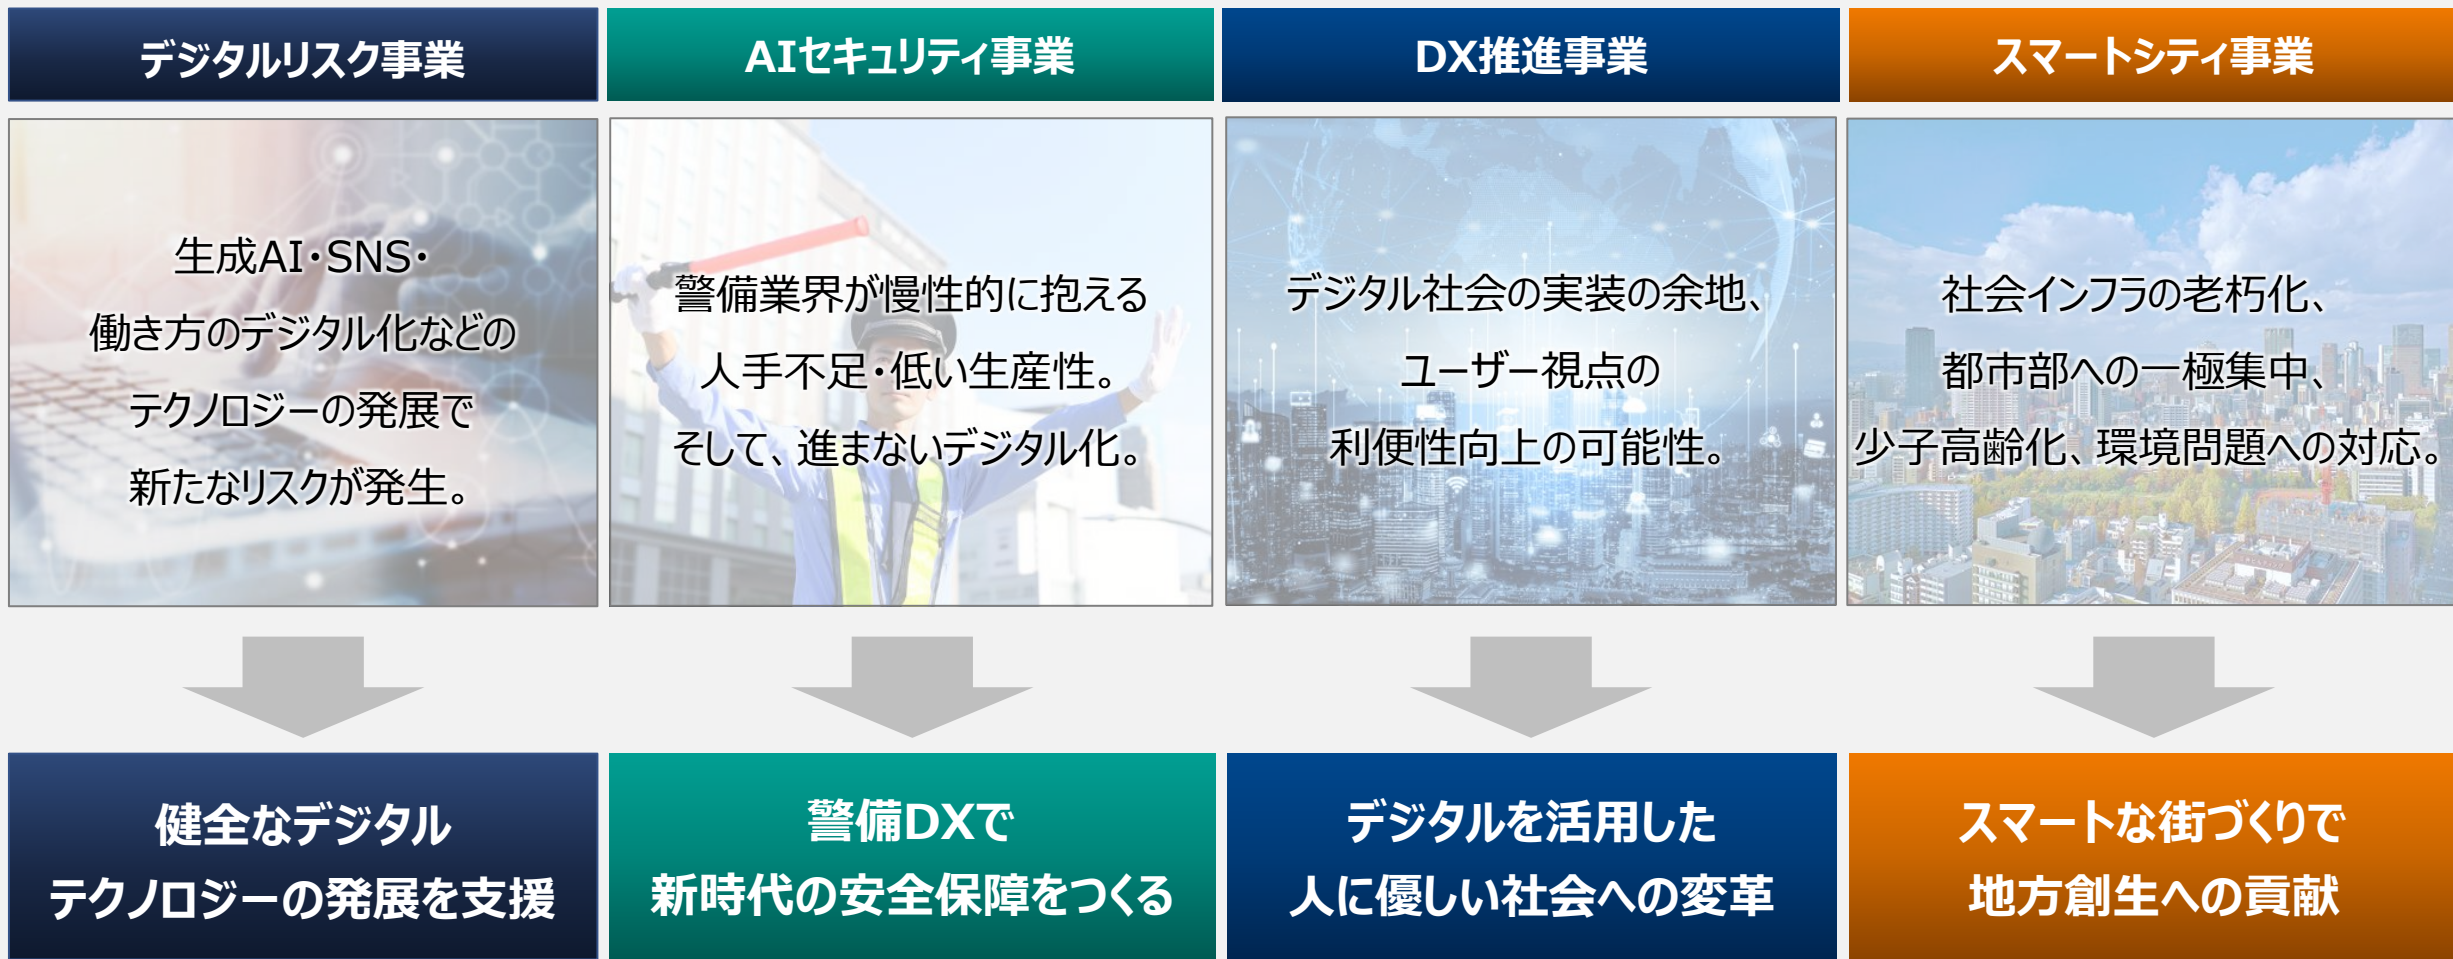 デジタルリスク事業
AIセキュリティ事業
DX推進事業
スマートシティ事業
生成AI・SNS・
働き方のデジタル化などの
テクノロジーの発展で
新たなリスクが発生。
警備業界が慢性的に抱える
人手不足・低い生産性。
そして、進まないデジタル化。
デジタル社会の実装の余地、
ユーザー視点の
利便性向上の可能性。
社会インフラの老朽化、
都市部への一極集中、
少子高齢化、環境問題への対応。
健全なデジタル
テクノロジーの発展を支援
警備DXで
新時代の安全保障をつくる
デジタルを活用した
人に優しい社会への変革
スマートな街づくりで
地方創生への貢献